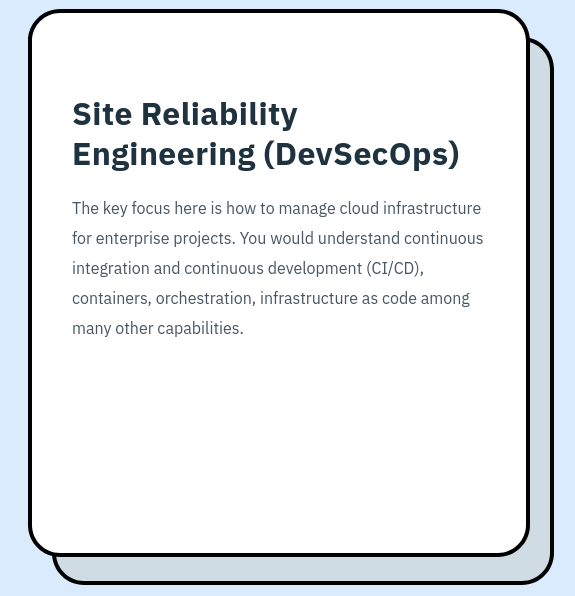 Site Reliability
Engineering (DevSecOps)
The key focus here is how to manage cloud infrastructure
for enterprise projects. You would understand continuous
integration and continuous development (CI/CD),
containers, orchestration, infrastructure as code among
many other capabilities.